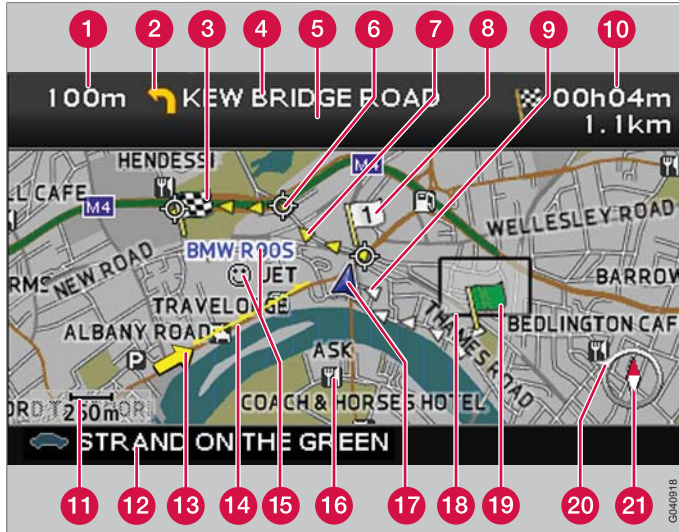 1 2 3 4 5 6 7 8 9 10
100m KEW BRIDGE ROAD 00h04m
1.1km
HENDESSI
M4
LL CAFE
M4
1
WELLESLEY ROAD
BMW R00S
NEW ROAD
RMS
JET
BARROW
TRAVELODGE
THAMES ROAD
ALBANY ROAD
BEDLINGTON CAF
P
ASK
250m
COACH & HORSES HOTEL
STRAND ON THE GREEN
11 12 13 14 15 16 17 18 19 20 21
G040918